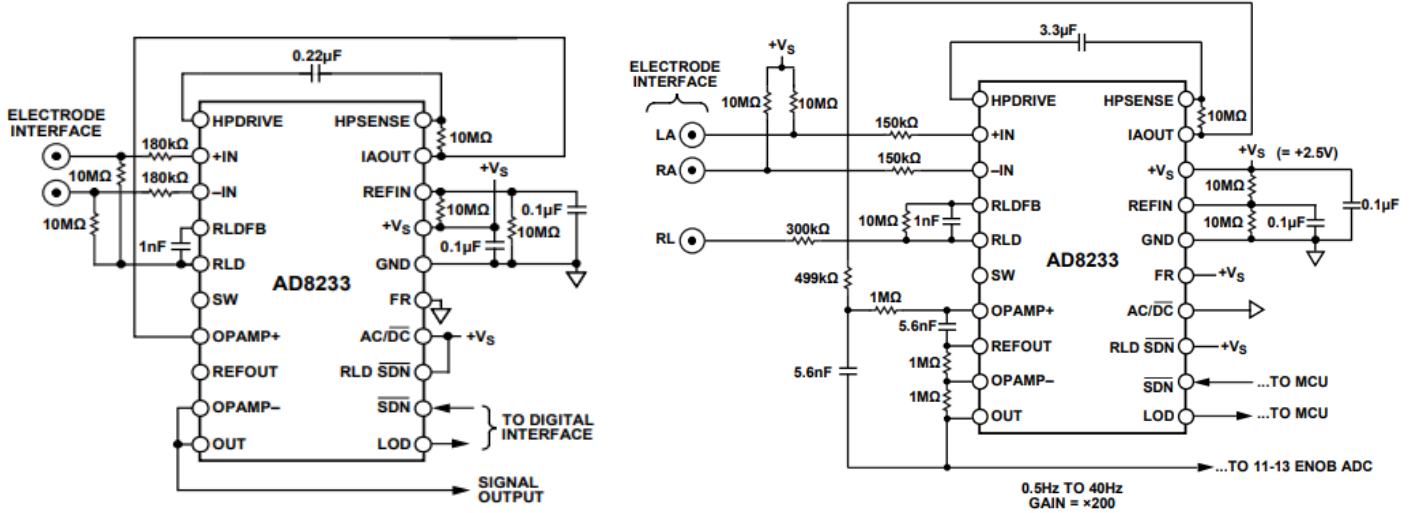 0.22µF
ELECTRODE
INTERFACE
180kΩ
10MΩ
180kΩ
10MΩ
1nF
HPDRIVE
+IN
–IN
RLDFB
RLD
SW
OPAMP+
REFOUT
OPAMP–
OUT
AD8233
HPSENSE
IAOUT
REFIN
+VS
GND
FR
AC/DC
RLD SDN
SDN
LOD
10MΩ
+VS
10MΩ
0.1µF
10MΩ
0.1µF
+VS
TO DIGITAL
INTERFACE
SIGNAL
OUTPUT
3.3µF
+VS
ELECTRODE
INTERFACE
10MΩ
10MΩ
LA
150kΩ
RA
150kΩ
10MΩ
1nF
RL
300kΩ
499kΩ
1MΩ
5.6nF
5.6nF
1MΩ
1MΩ
HPDRIVE
+IN
–IN
RLDFB
RLD
SW
OPAMP+
REFOUT
OPAMP–
OUT
AD8233
HPSENSE
IAOUT
+VS
REFIN
GND
FR
AC/DC
RLD SDN
SDN
LOD
10MΩ
+VS (= +2.5V)
10MΩ
10MΩ
0.1µF
0.1µF
+VS
+VS
...TO MCU
...TO MCU
...TO 11-13 ENOB ADC
0.5Hz TO 40Hz
GAIN = ×200